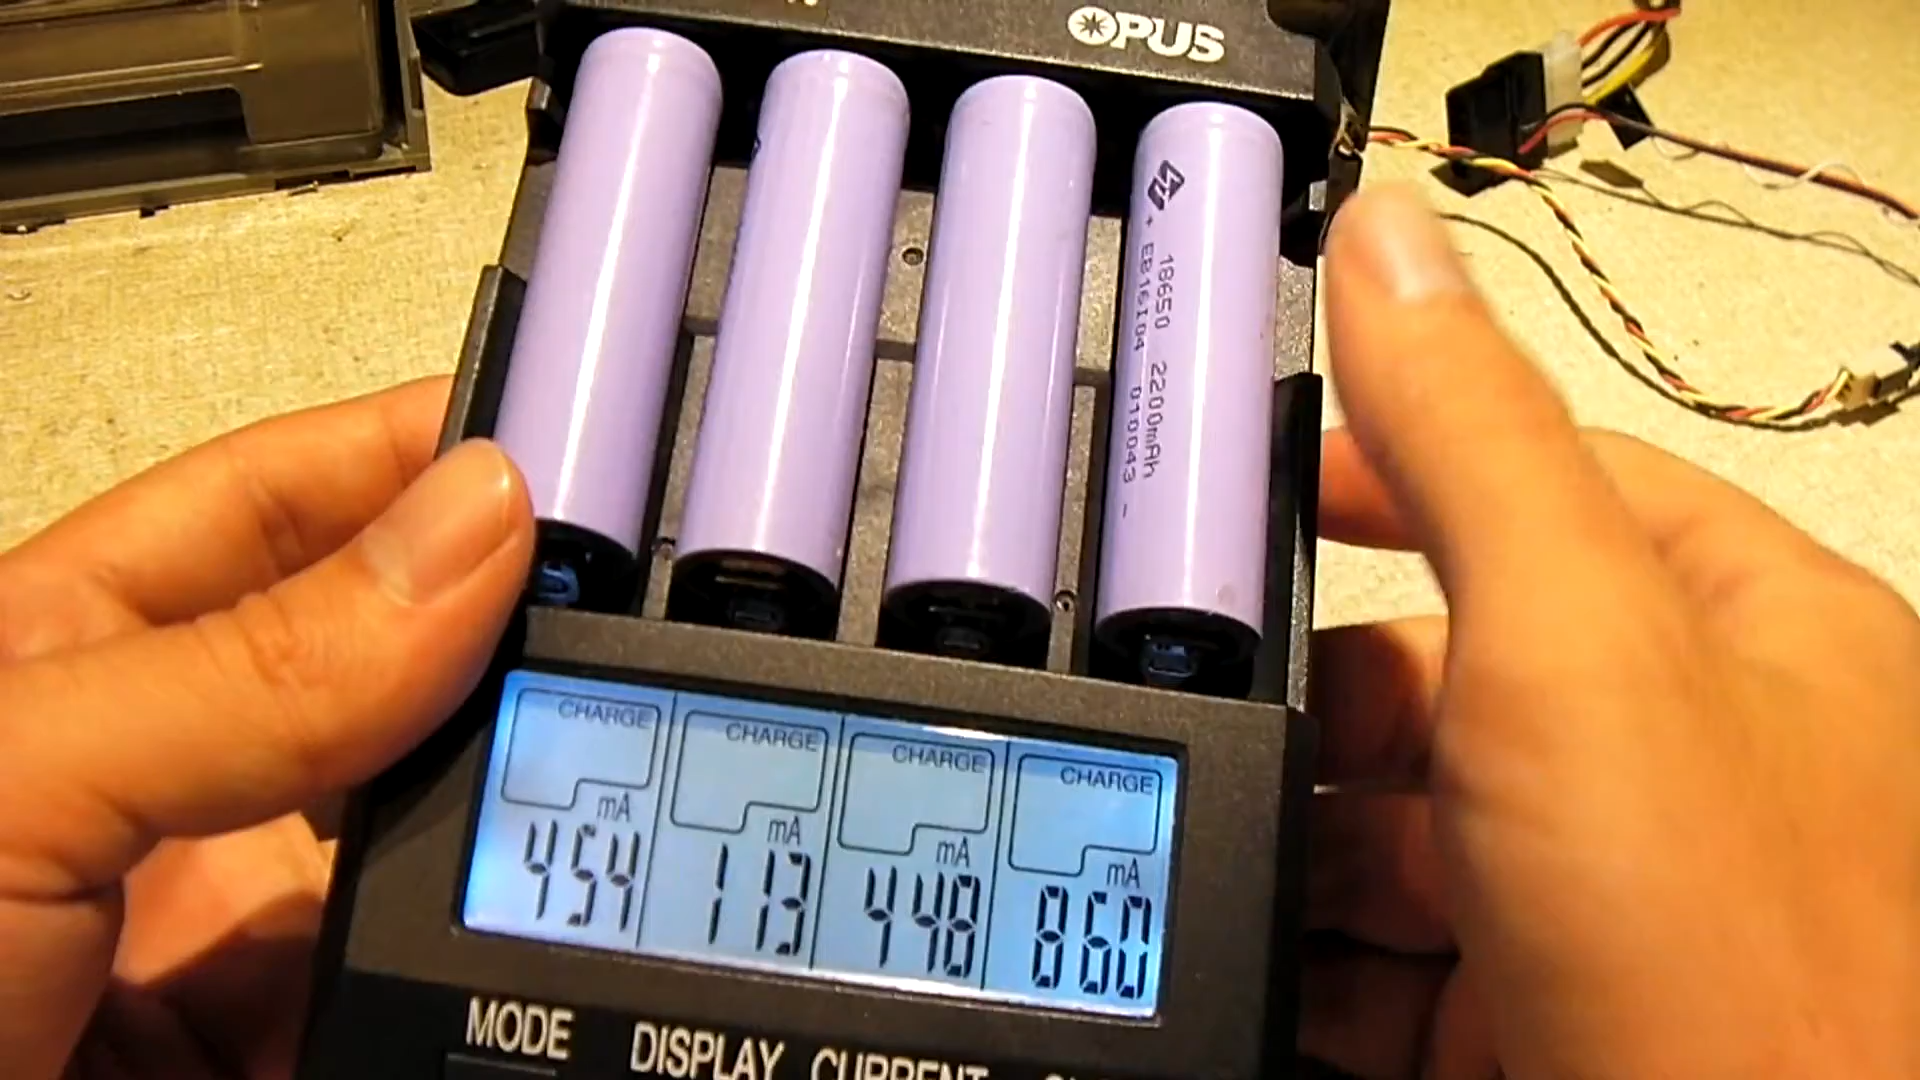 OPUS
18650 2200mAh
+ EB16I04 010043 -
CHARGE CHARGE CHARGE CHARGE
mA mA mA mA
454 113 448 860
MODE DISPLAY CURRENT